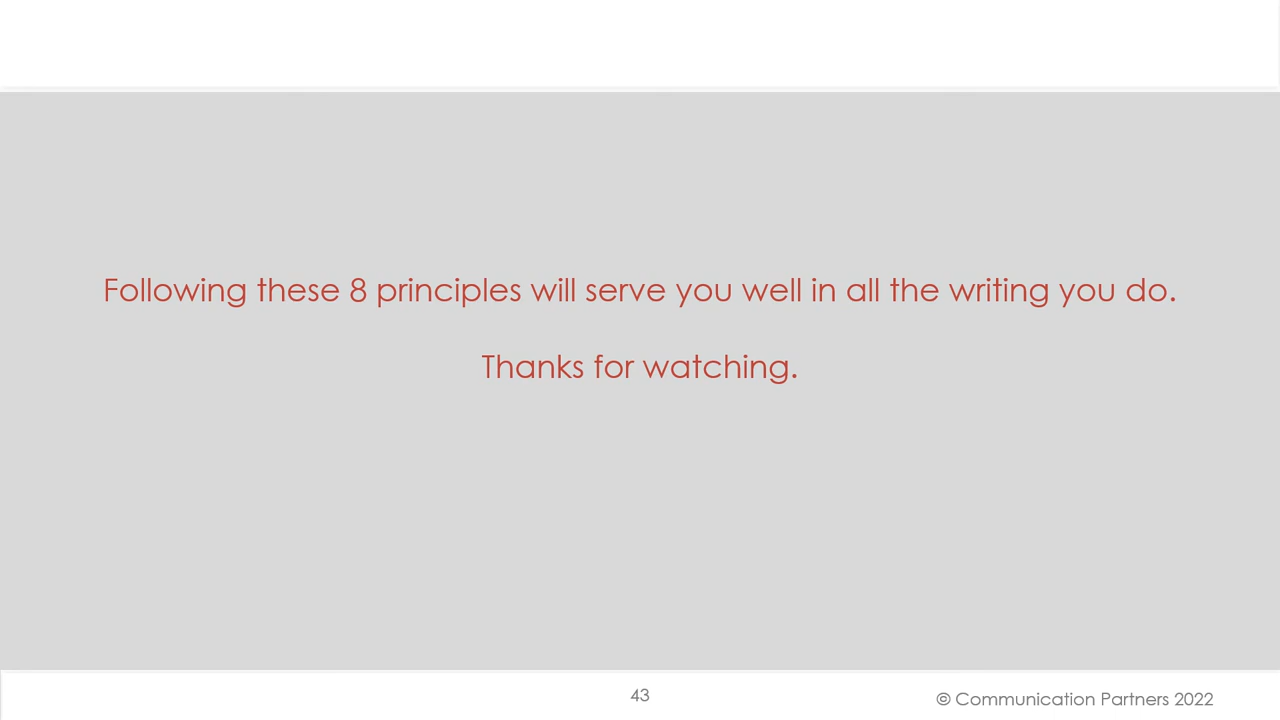 Following these 8 principles will serve you well in all the writing you do.
Thanks for watching.
43
© Communication Partners 2022